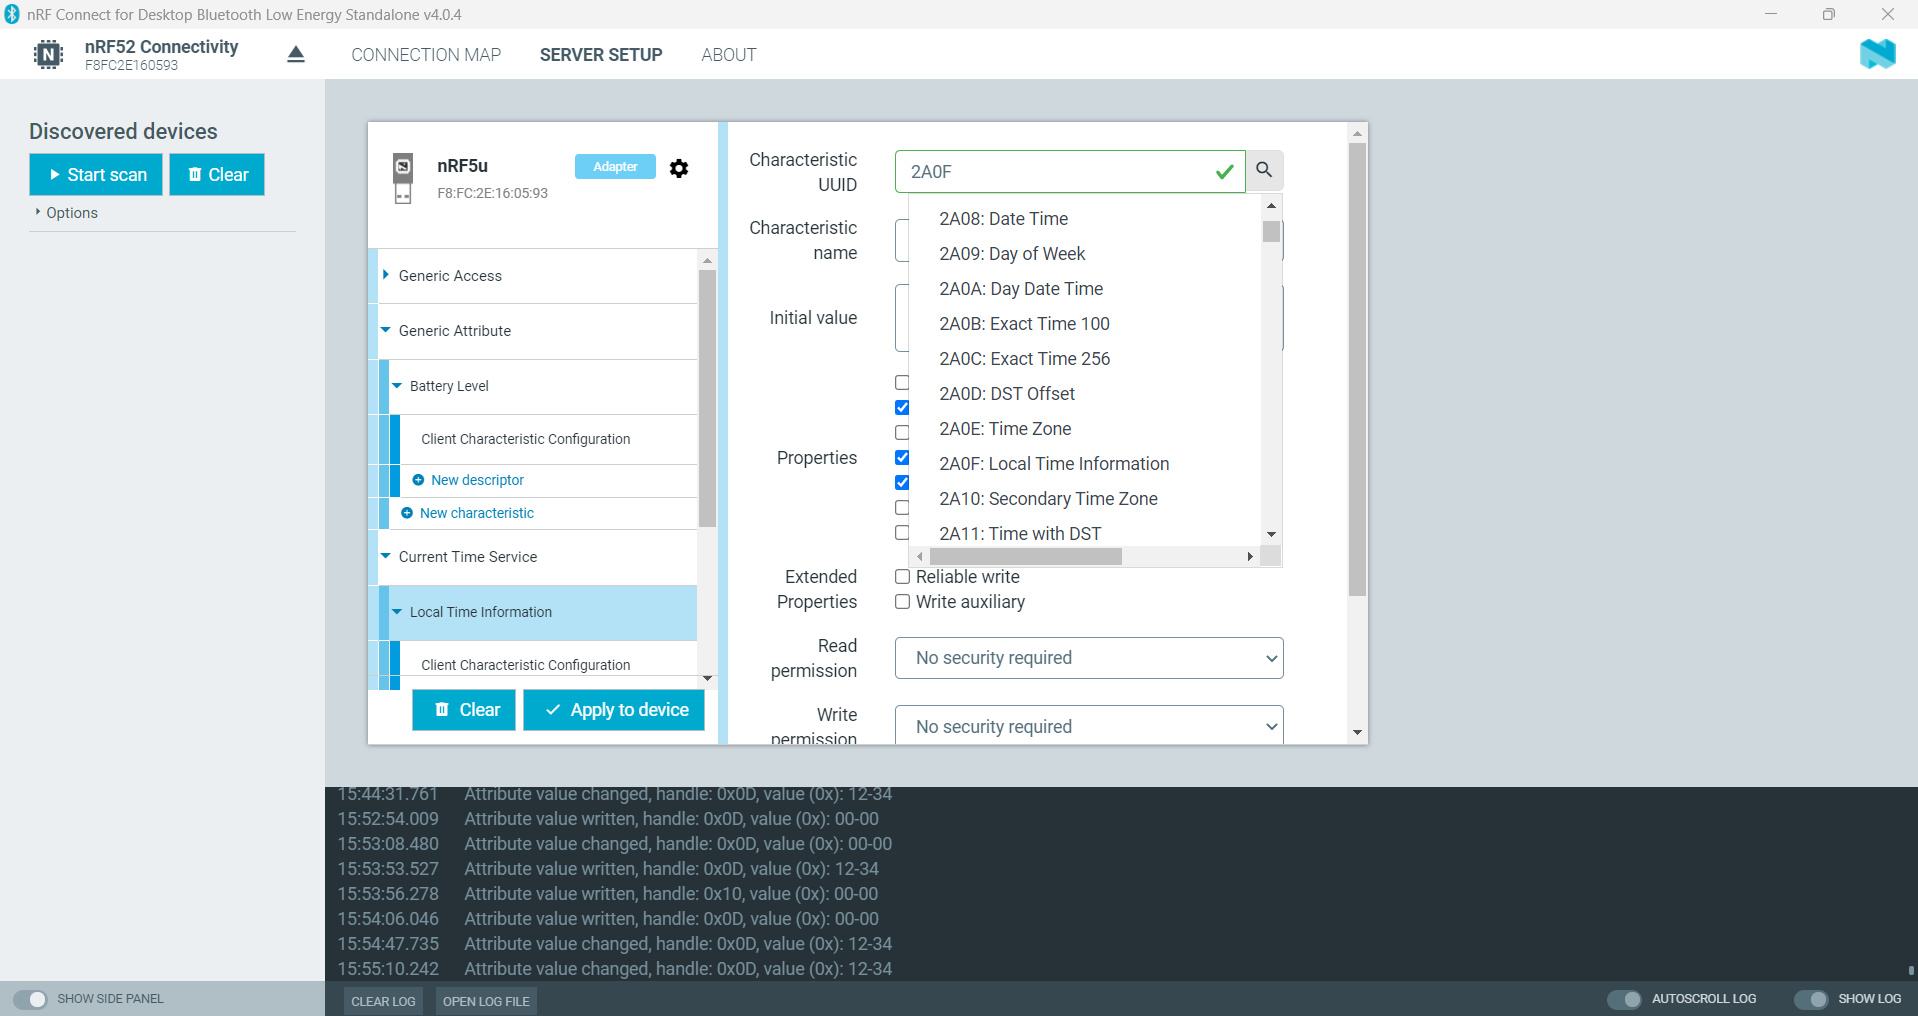 nRF Connect for Desktop Bluetooth Low Energy Standalone v4.0.4
nRF52 Connectivity
F8FC2E160593
CONNECTION MAP
SERVER SETUP
ABOUT
Discovered devices
Start scan
Clear
Options
nRF5u
F8:FC:2E:16:05:93
Adapter
Generic Access
Generic Attribute
Battery Level
Client Characteristic Configuration
New descriptor
New characteristic
Current Time Service
Local Time Information
Client Characteristic Configuration
Clear
Apply to device
Characteristic
UUID
2A0F
Characteristic
name
Initial value
2A08: Date Time
2A09: Day of Week
2A0A: Day Date Time
2A0B: Exact Time 100
2A0C: Exact Time 256
2A0D: DST Offset
2A0E: Time Zone
2A0F: Local Time Information
2A10: Secondary Time Zone
2A11: Time with DST
Properties
Extended
Properties
Reliable write
Write auxiliary
Read
permission
No security required
Write
permission
No security required
15:44:31.761 Attribute value changed, handle: 0x0D, value (0x): 12-34
15:52:54.009 Attribute value written, handle: 0x0D, value (0x): 00-00
15:53:08.480 Attribute value changed, handle: 0x0D, value (0x): 00-00
15:53:53.527 Attribute value written, handle: 0x0D, value (0x): 12-34
15:53:56.278 Attribute value written, handle: 0x10, value (0x): 00-00
15:54:06.046 Attribute value written, handle: 0x0D, value (0x): 00-00
15:54:47.735 Attribute value changed, handle: 0x0D, value (0x): 12-34
15:55:10.242 Attribute value changed, handle: 0x0D, value (0x): 12-34
SHOW SIDE PANEL
CLEAR LOG
OPEN LOG FILE
AUTOSCROLL LOG
SHOW LOG